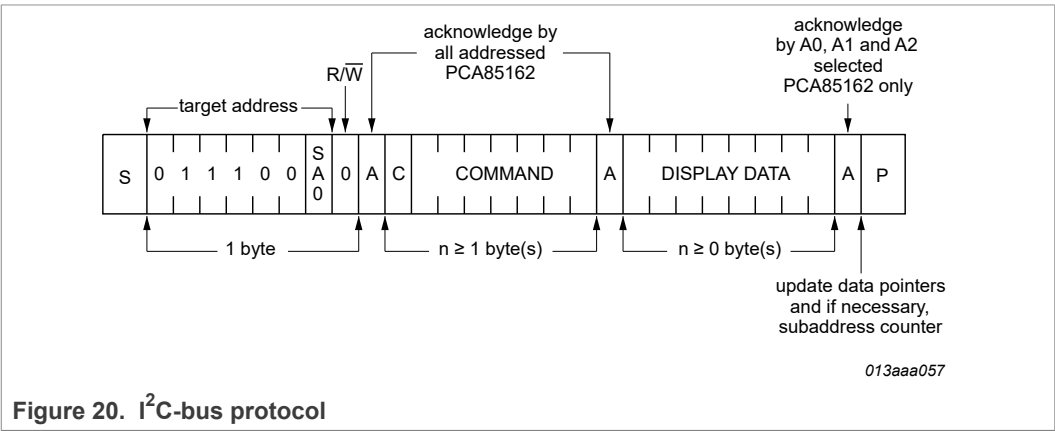 acknowledge by
all addressed
PCA85162
acknowledge
by A0, A1 and A2
selected
PCA85162 only
R/W̅
target address
S 0 1 1 1 0 0 SA0 0 A C COMMAND A DISPLAY DATA A P
1 byte
n ≥ 1 byte(s)
n ≥ 0 byte(s)
update data pointers
and if necessary,
subaddress counter
013aaa057
Figure 20. I²C-bus protocol